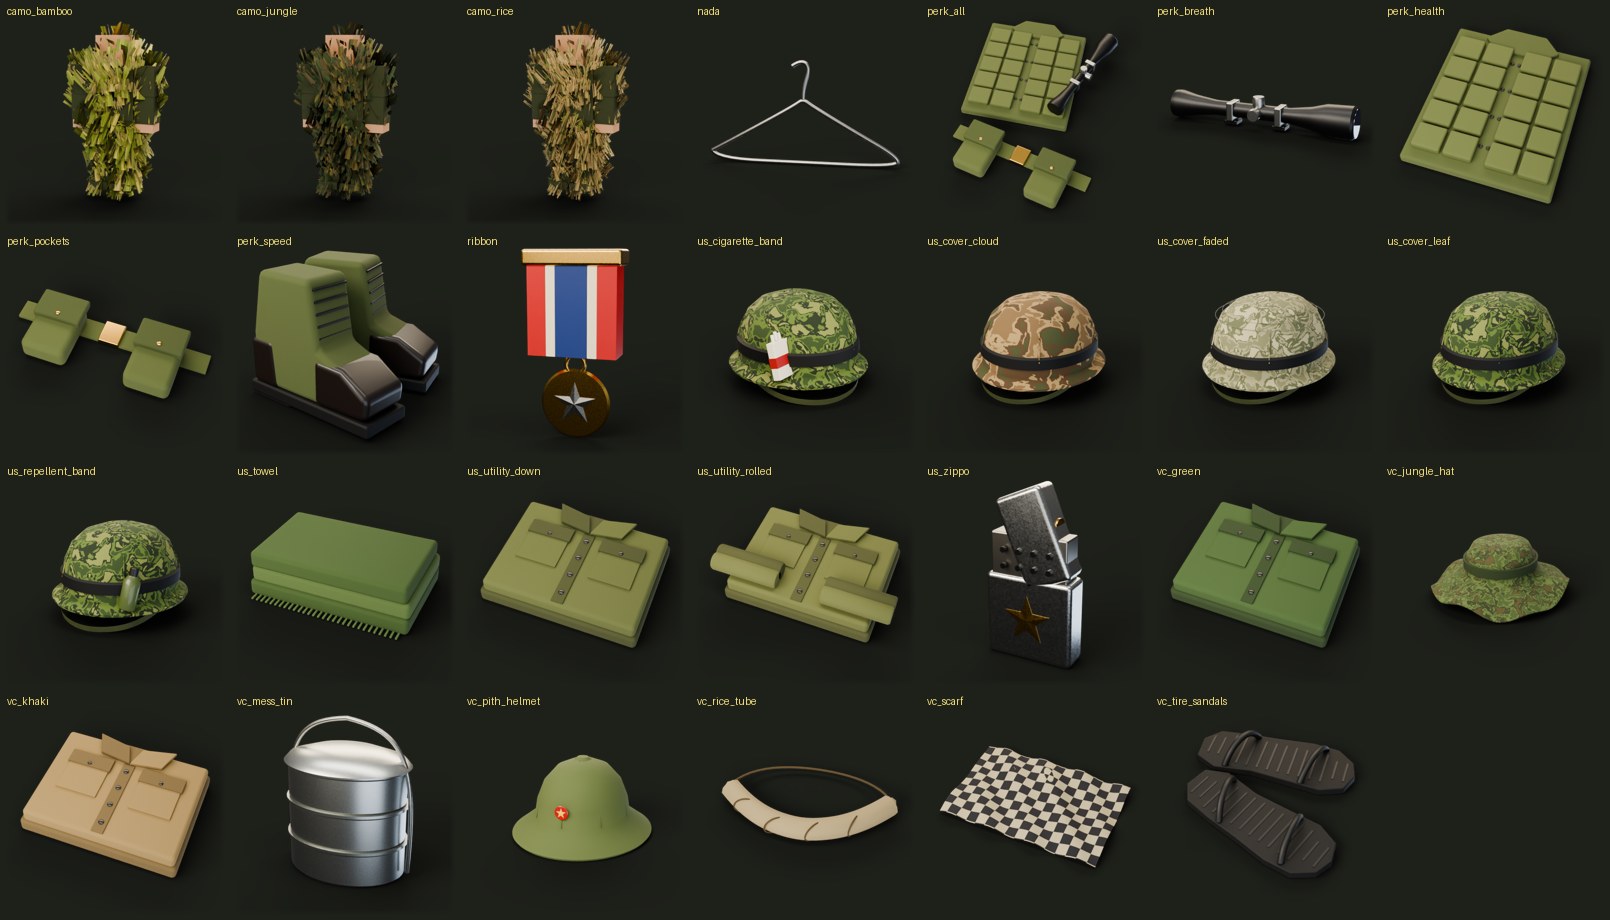 camo_bamboo
camo_jungle
camo_rice
nada
perk_all
perk_breath
perk_health
perk_pockets
perk_speed
ribbon
us_cigarette_band
us_cover_cloud
us_cover_faded
us_cover_leaf
us_repellent_band
us_towel
us_utility_down
us_utility_rolled
us_zippo
vc_green
vc_jungle_hat
vc_khaki
vc_mess_tin
vc_pith_helmet
vc_rice_tube
vc_scarf
vc_tire_sandals